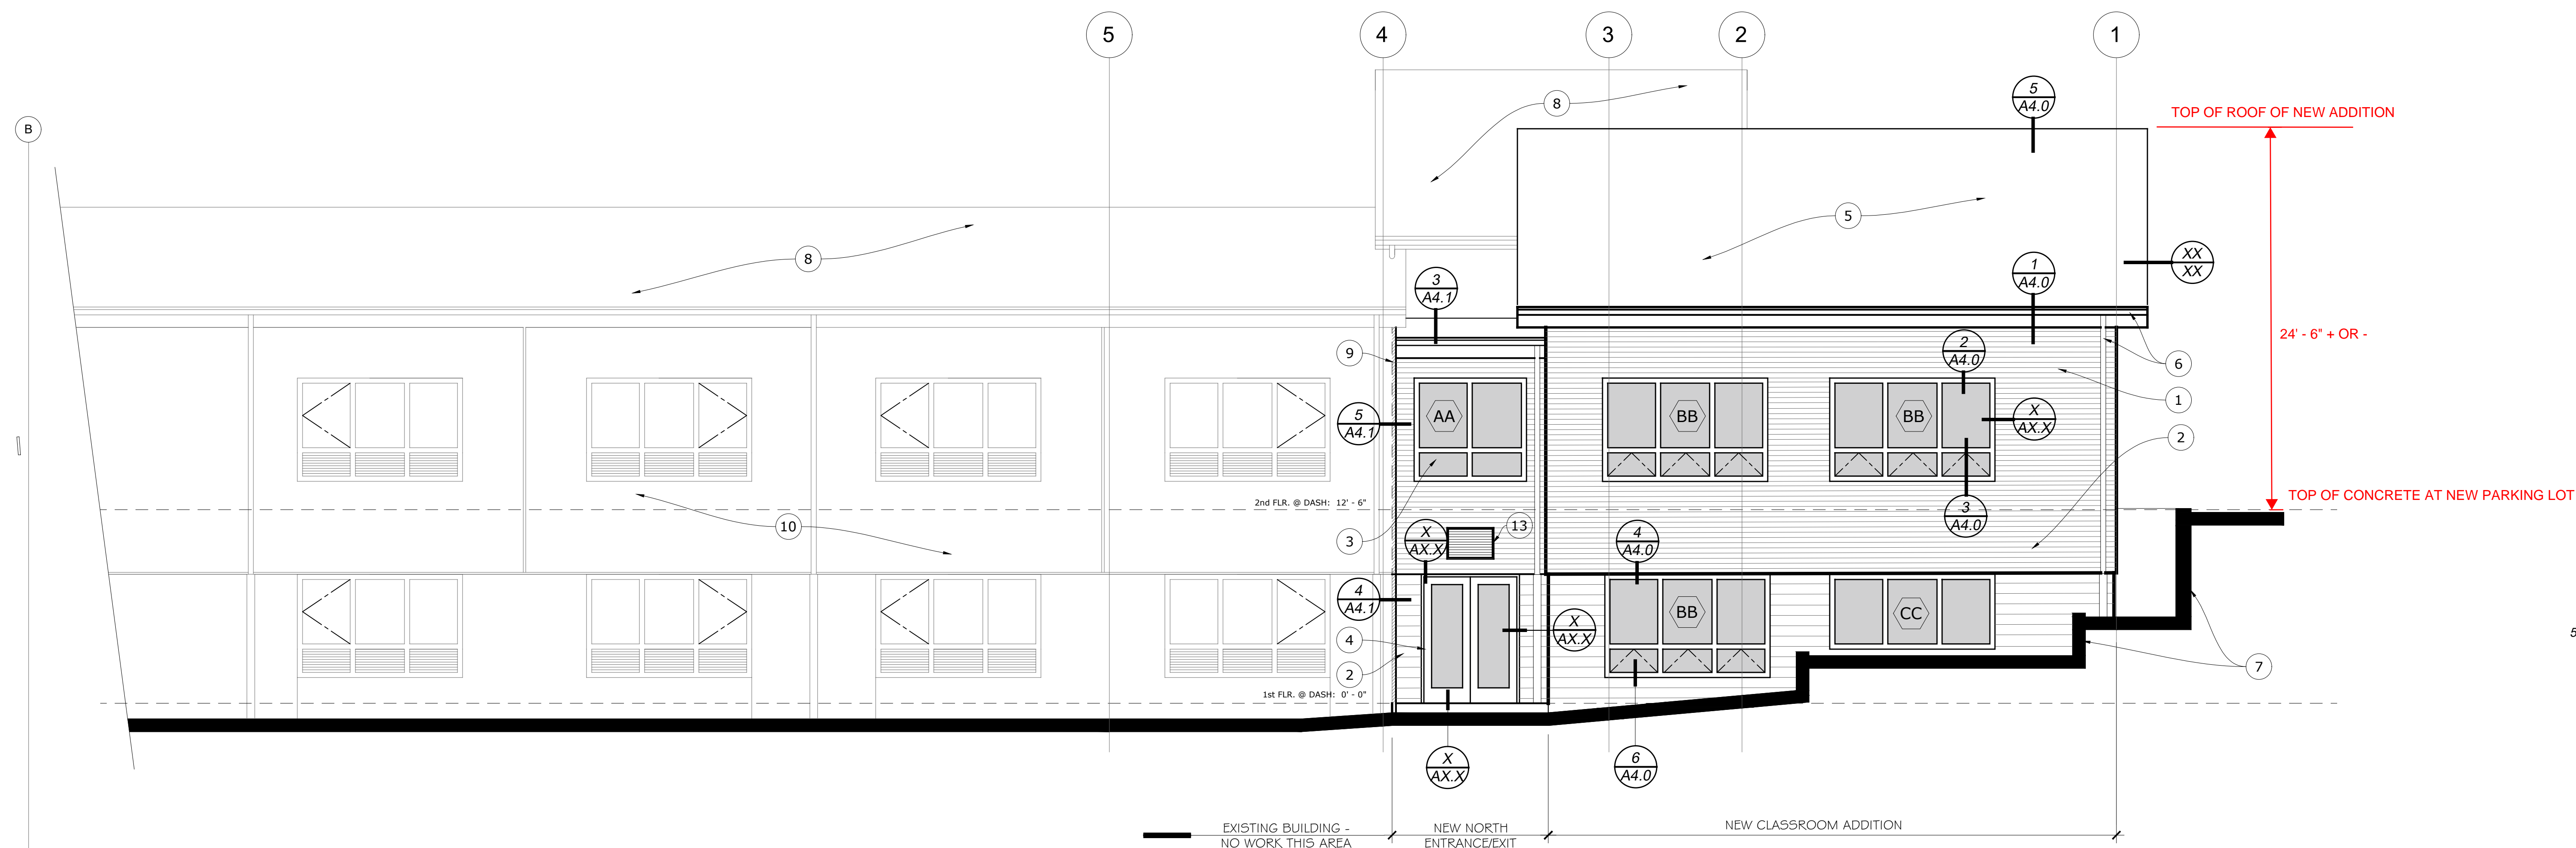 5
4
3
2
1
8
5
A4.0
TOP OF ROOF OF NEW ADDITION
B
5
XX
XX
8
1
A4.0
3
A4.1
24' - 6" + OR -
9
2
A4.0
6
1
5
A4.1
AA
BB
BB
X
AX.X
2
2nd FLR. @ DASH: 12' - 6"
TOP OF CONCRETE AT NEW PARKING LOT
10
3
X
AX.X
13
4
A4.0
3
A4.0
4
A4.1
BB
CC
X
AX.X
5
4
2
7
1st FLR. @ DASH: 0' - 0"
X
AX.X
6
A4.0
EXISTING BUILDING -
NO WORK THIS AREA
NEW NORTH
ENTRANCE/EXIT
NEW CLASSROOM ADDITION